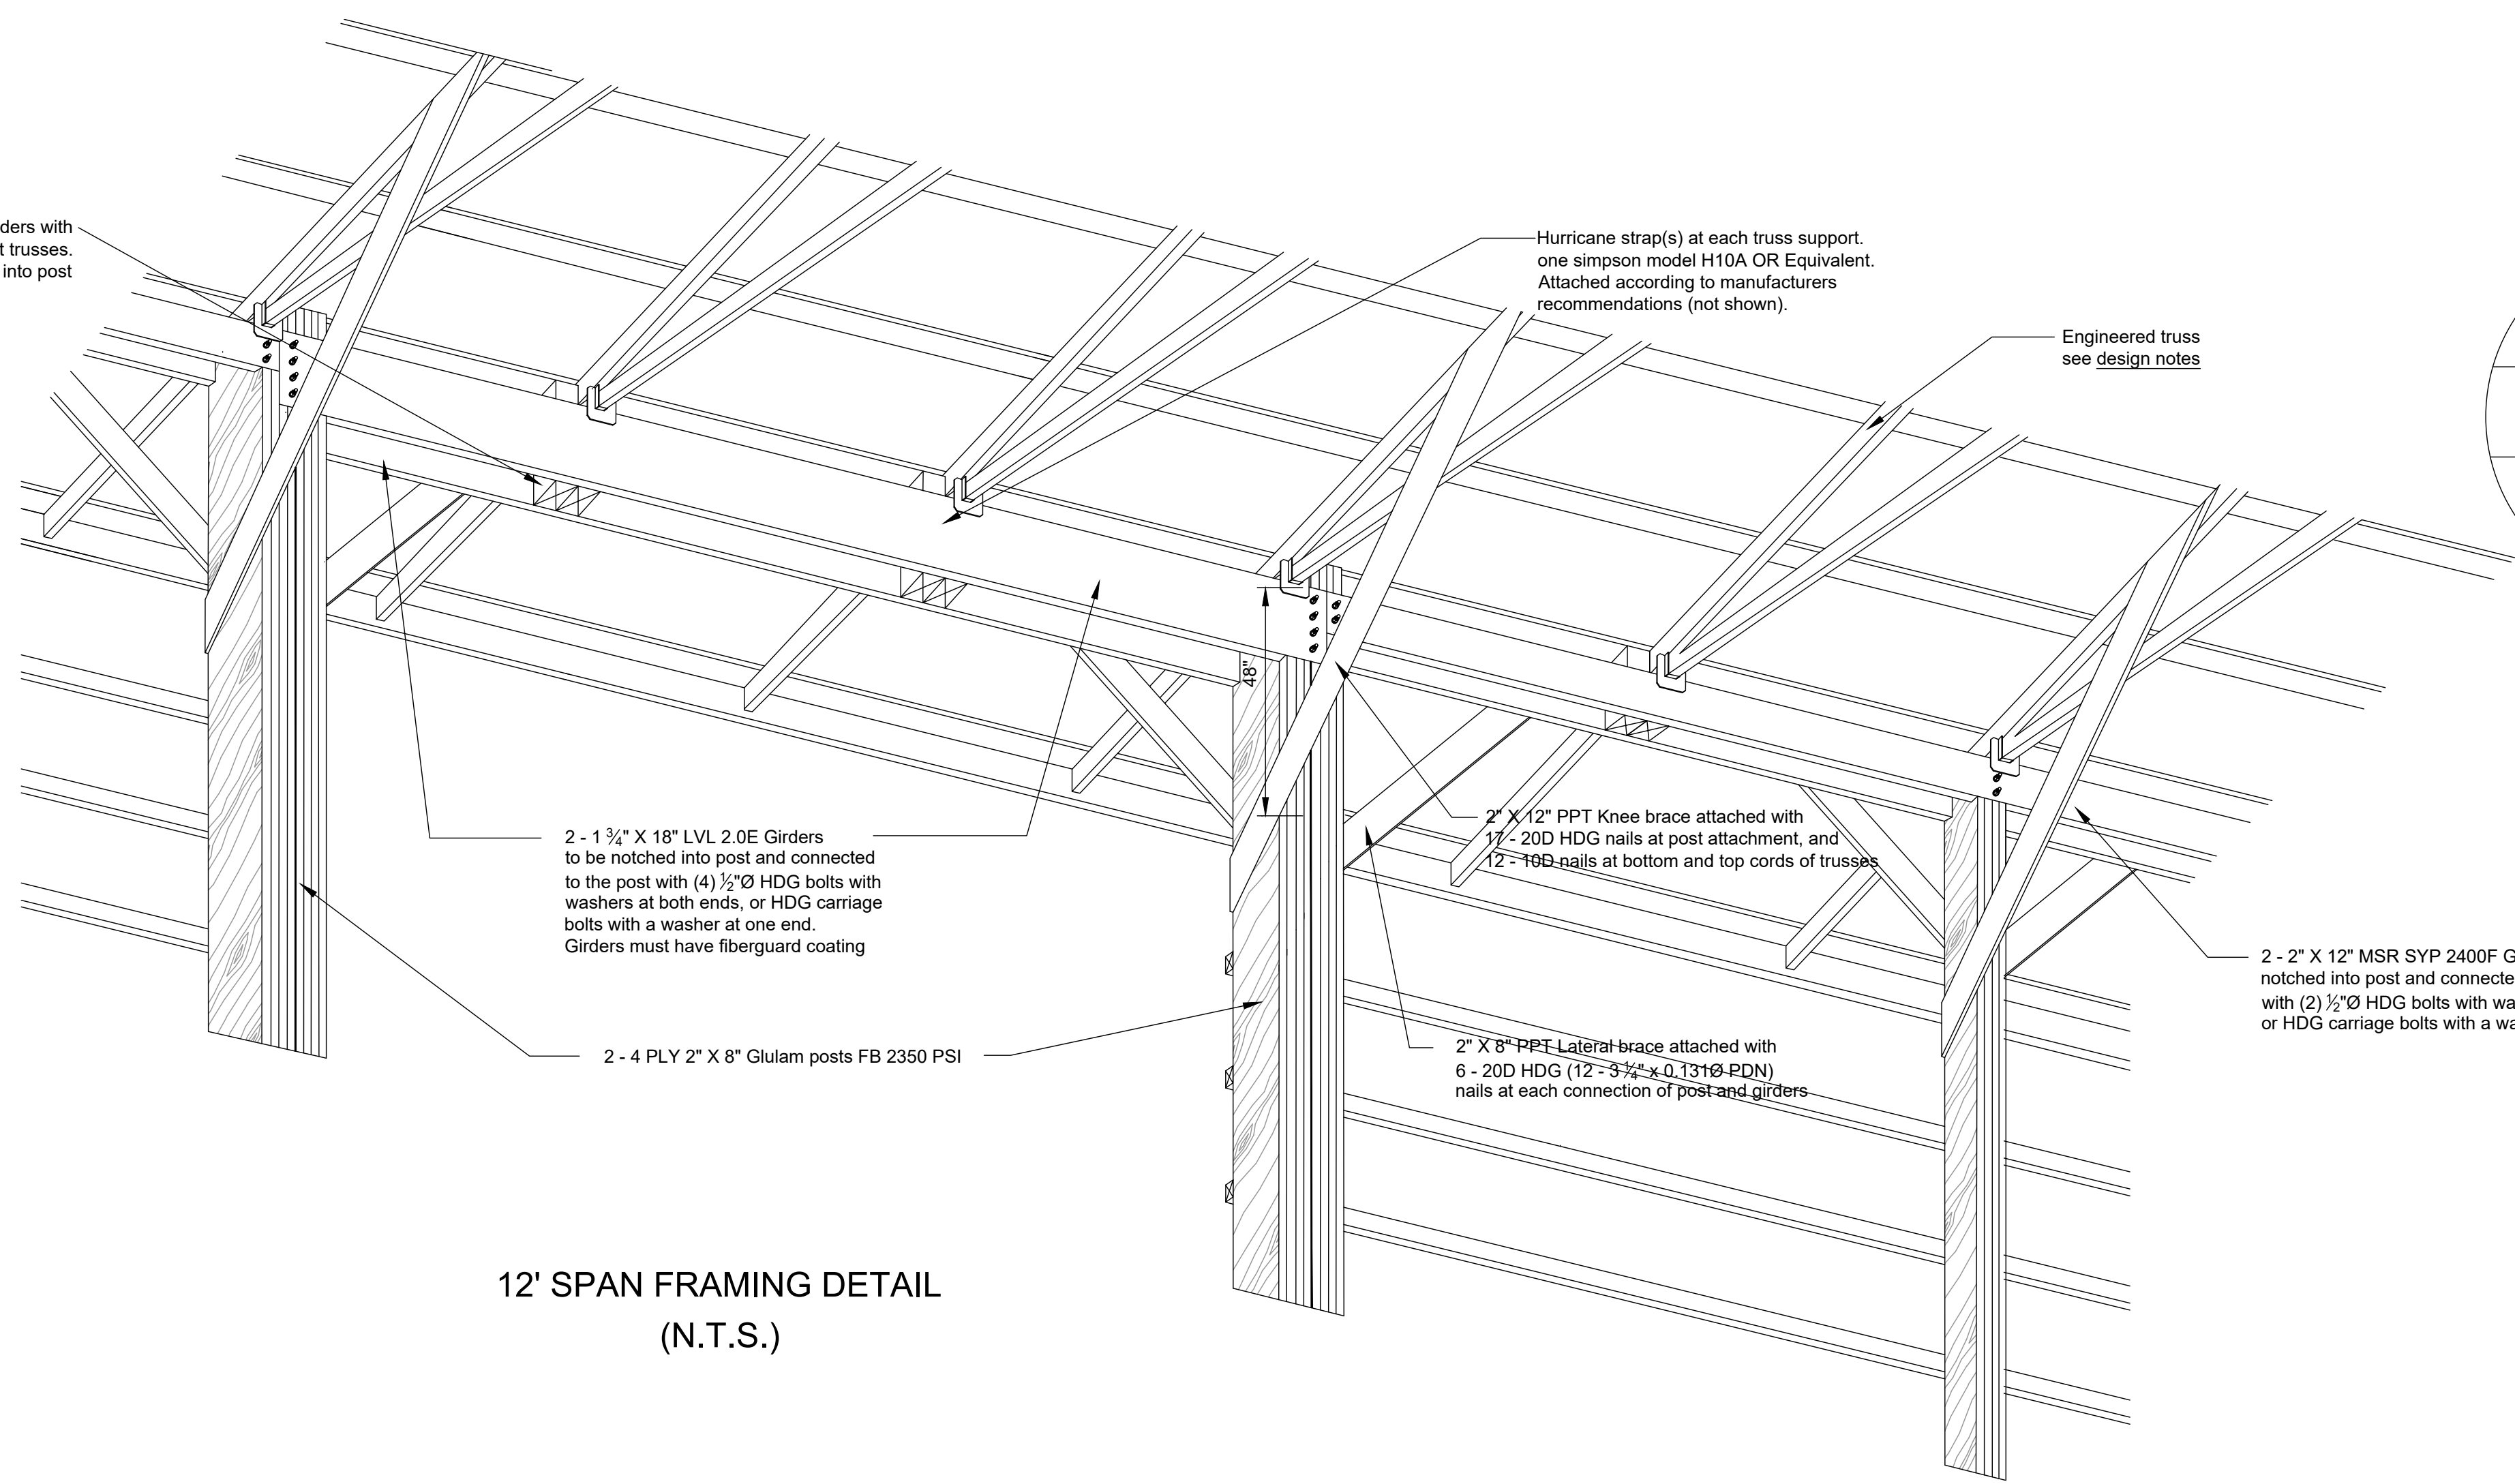 ders with
t trusses.
into post
Hurricane strap(s) at each truss support.
one simpson model H10A OR Equivalent.
Attached according to manufacturers
recommendations (not shown).
Engineered truss
see design notes
48"
2 - 1 3⁄4" X 18" LVL 2.0E Girders
to be notched into post and connected
to the post with (4) 1⁄2"Ø HDG bolts with
washers at both ends, or HDG carriage
bolts with a washer at one end.
Girders must have fiberguard coating
2" X 12" PPT Knee brace attached with
17 - 20D HDG nails at post attachment, and
12 - 10D nails at bottom and top cords of trusses
2 - 2" X 12" MSR SYP 2400F G
notched into post and connecte
with (2) 1⁄2"Ø HDG bolts with wa
or HDG carriage bolts with a wa
2 - 4 PLY 2" X 8" Glulam posts FB 2350 PSI
2" X 8" PPT Lateral brace attached with
6 - 20D HDG (12 - 3 1⁄4" x 0.131Ø PDN)
nails at each connection of post and girders
12' SPAN FRAMING DETAIL
(N.T.S.)